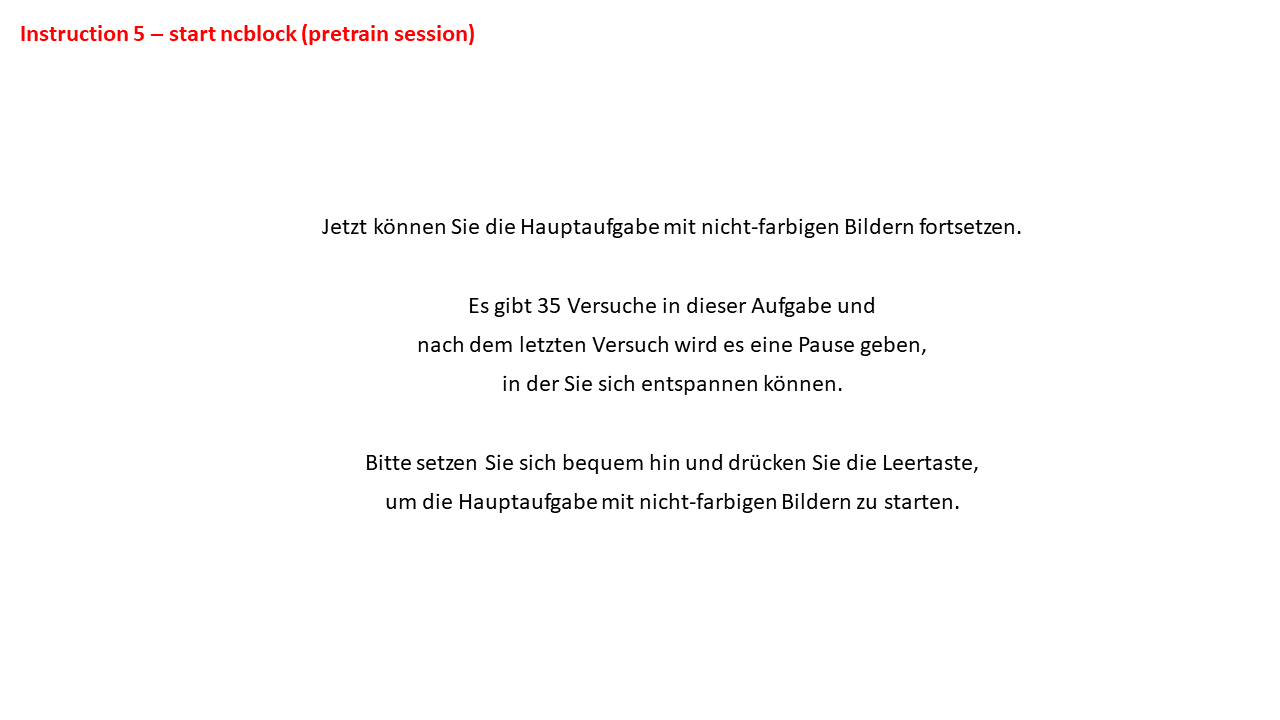 Instruction 5 – start ncblock (pretrain session)
Jetzt können Sie die Hauptaufgabe mit nicht-farbigen Bildern fortsetzen.
Es gibt 35 Versuche in dieser Aufgabe und
nach dem letzten Versuch wird es eine Pause geben,
in der Sie sich entspannen können.
Bitte setzen Sie sich bequem hin und drücken Sie die Leertaste,
um die Hauptaufgabe mit nicht-farbigen Bildern zu starten.